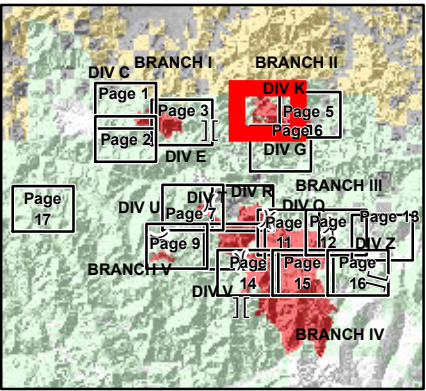 BRANCH I
BRANCH II
DIV C
DIV K
Page 1
Page 3
Page 5
Page 6
Page 2
DIV E
DIV G
BRANCH III
Page
17
DIV U
DIV T
DIV R
Page 7
DIV O
Page
11
Page
12
Page 13
DIV Z
Page 9
BRANCH V
Page
14
Page
15
Page
16
DIV V
][
BRANCH IV